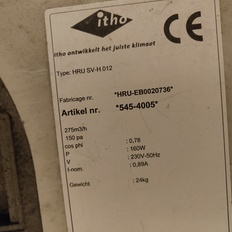 itho
CE
itho ontwikkelt het juiste klimaat
Type: HRU SV-H 012
Fabricage nr. *HRU-EB0020736*
Artikel nr. *545-4005*
275m3/h
150 pa
cos phi : 0,78
P : 160W
V : 230V-50Hz
I-nom. : 0,89A
Gewicht : 24kg